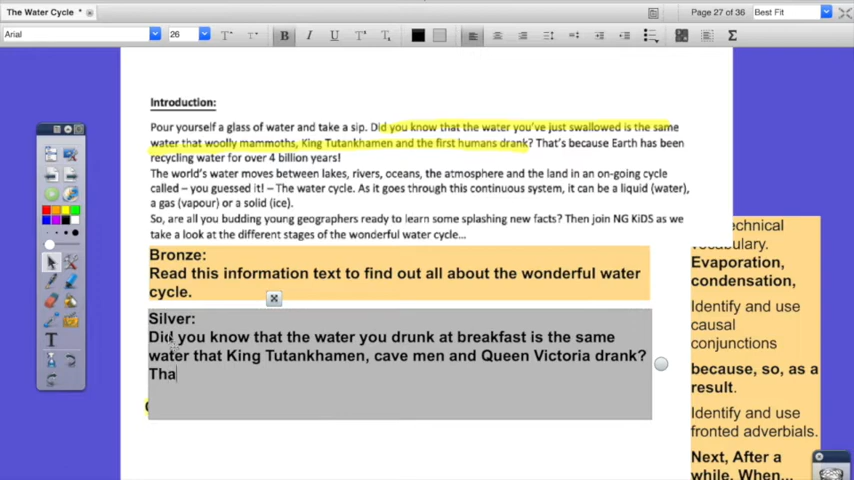 The Water Cycle *
Page 27 of 36
Best Fit
Arial
26
B
I
U
Introduction:
Pour yourself a glass of water and take a sip. Did you know that the water you've just swallowed is the same
water that woolly mammoths, King Tutankhamen and the first humans drank? That's because Earth has been
recycling water for over 4 billion years!
The world's water moves between lakes, rivers, oceans, the atmosphere and the land in an on-going cycle
called – you guessed it! – The water cycle. As it goes through this continuous system, it can be a liquid (water),
a gas (vapour) or a solid (ice).
So, are all you budding young geographers ready to learn some splashing new facts? Then join NG KiDS as we
take a look at the different stages of the wonderful water cycle...
Bronze:
Read this information text to find out all about the wonderful water
cycle.
Silver:
Did you know that the water you drunk at breakfast is the same
water that King Tutankhamen, cave men and Queen Victoria drank?
Tha
vocabulary.
Evaporation,
condensation,
Identify and use
causal
conjunctions
because, so, as a
result.
Identify and use
fronted adverbials.
Next, After a
while, When...